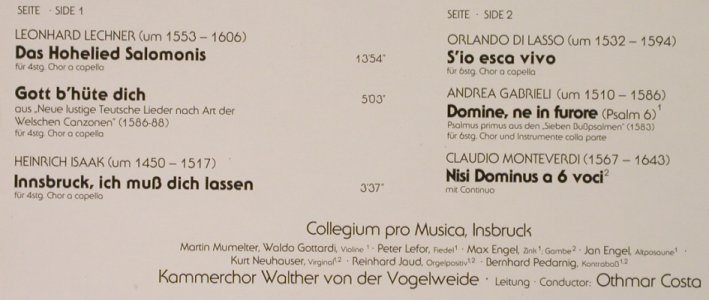 SEITE · SIDE 1
LEONHARD LECHNER (um 1553 – 1606)
Das Hohelied Salomonis 13'54"
für 4stg. Chor a capella
Gott b'hüte dich 5'03"
aus „Neue lustige Teutsche Lieder nach Art der
Welschen Canzonen" (1586-88)
für 4stg. Chor a capella
HEINRICH ISAAK (um 1450 – 1517)
Innsbruck, ich muß dich lassen 3'37"
für 4stg. Chor a capella
SEITE · SIDE 2
ORLANDO DI LASSO (um 1532 – 1594)
S'io esca vivo
für 6stg. Chor a capella
ANDREA GABRIELI (um 1510 – 1586)
Domine, ne in furore (Psalm 6)¹
Psalmus primus aus den „Sieben Bußpsalmen" (1583)
für 6stg. Chor und Instrumente colla parte
CLAUDIO MONTEVERDI (1567 – 1643)
Nisi Dominus a 6 voci²
mit Continuo
Collegium pro Musica, Insbruck
Martin Mumelter, Waldo Gottardi, Violine ¹ · Peter Lefor, Fiedel¹ · Max Engel, Zink¹, Gambe² · Jan Engel, Altposaune¹ ·
Kurt Neuhauser, Virginal¹,² · Reinhard Jaud, Orgelpositiv¹,² · Bernhard Pedarnig, Kontrabaß¹,²
Kammerchor Walther von der Vogelweide · Leitung · Conductor: Othmar Costa